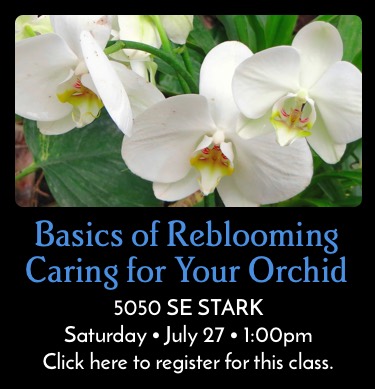 Basics of Reblooming
Caring for Your Orchid
5050 SE STARK
Saturday • July 27 • 1:00pm
Click here to register for this class.